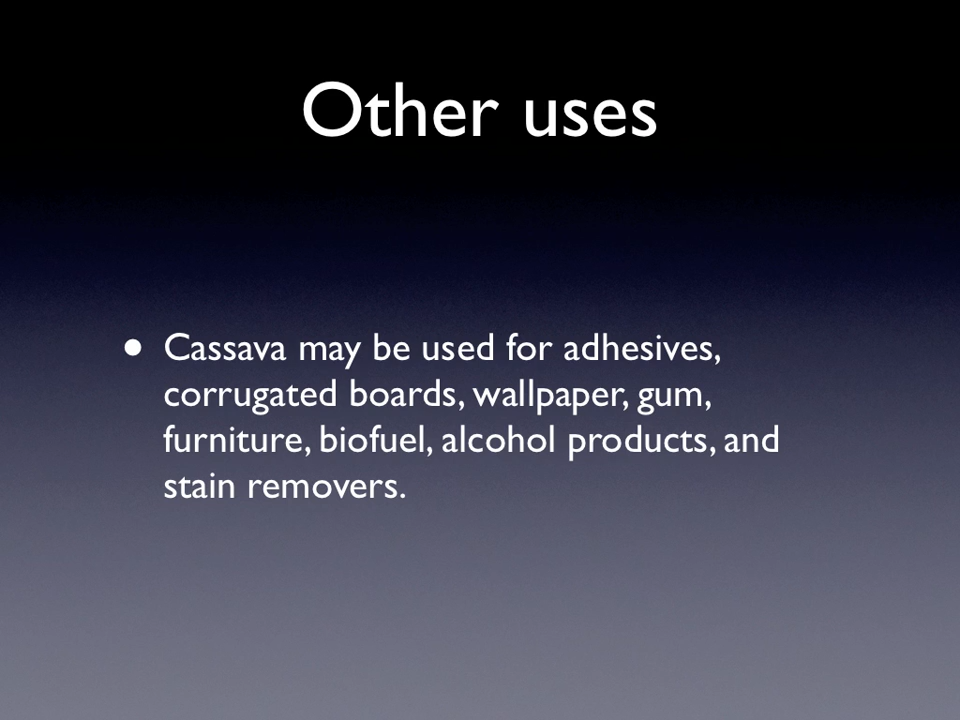 Other uses
• Cassava may be used for adhesives,
corrugated boards, wallpaper, gum,
furniture, biofuel, alcohol products, and
stain removers.